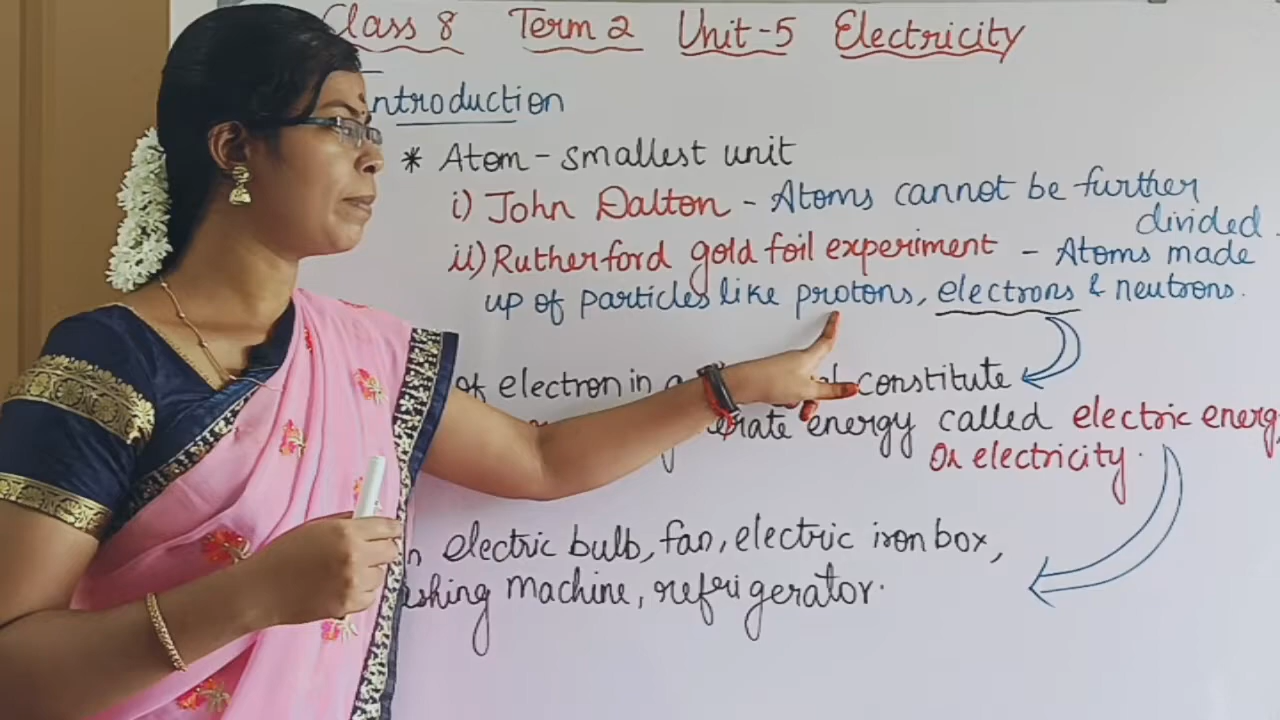 Class 8 Term 2 Unit-5 Electricity
Introduction
* Atom - smallest unit
i) John Dalton - Atoms cannot be further
divided.
ii) Rutherford gold foil experiment - Atoms made
up of particles like protons, electrons & neutrons.
of electron in constitute
energy called electric energy
Or electricity.
electric bulb, fan, electric iron box,
machine, refrigerator.